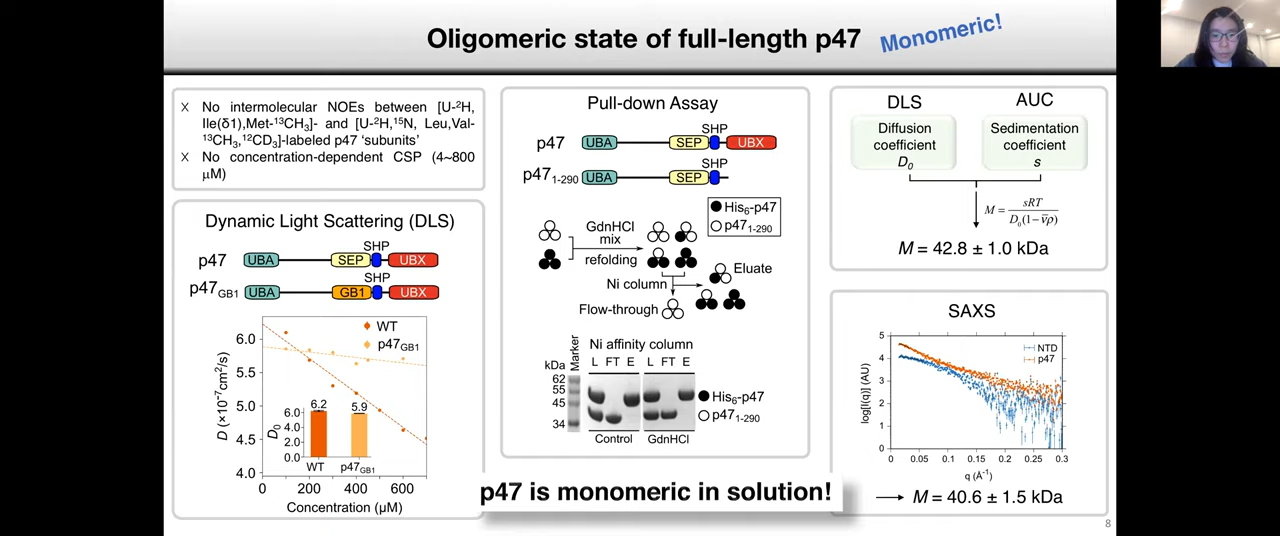 Oligomeric state of full-length p47
Monomeric!
X No intermolecular NOEs between [U-²H,
Ile(δ1),Met-¹³CH₃]- and [U-²H,¹⁵N, Leu,Val-
¹³CH₃,¹²CD₃]-labeled p47 ‘subunits’
X No concentration-dependent CSP (4~800
μM)
Dynamic Light Scattering (DLS)
SHP
p47 UBA SEP UBX
SHP
p47GB1 UBA GB1 UBX
WT
p47GB1
D (×10⁻⁷cm²/s)
6.0
5.5
5.0
4.5
4.0
6.2 5.9
D₀
6.0
4.0
2.0
0.0
WT p47GB1
0 200 400 600
Concentration (μM)
Pull-down Assay
SHP
p47 UBA SEP UBX
p47₁₋₂₉₀ UBA SEP
His₆-p47
p47₁₋₂₉₀
GdnHCl
mix
refolding
Eluate
Ni column
Flow-through
Ni affinity column
Marker
kDa L FT E L FT E
62
55
45
34
His₆-p47
p47₁₋₂₉₀
Control GdnHCl
DLS AUC
Diffusion
coefficient
D₀
Sedimentation
coefficient
s
M = sRT / D₀(1−v̄ρ)
M = 42.8 ± 1.0 kDa
SAXS
log[I(q)] (AU)
5
4
3
2
1
0
NTD
p47
0 0.05 0.1 0.15 0.2 0.25 0.3
q (Å⁻¹)
M = 40.6 ± 1.5 kDa
p47 is monomeric in solution!
8